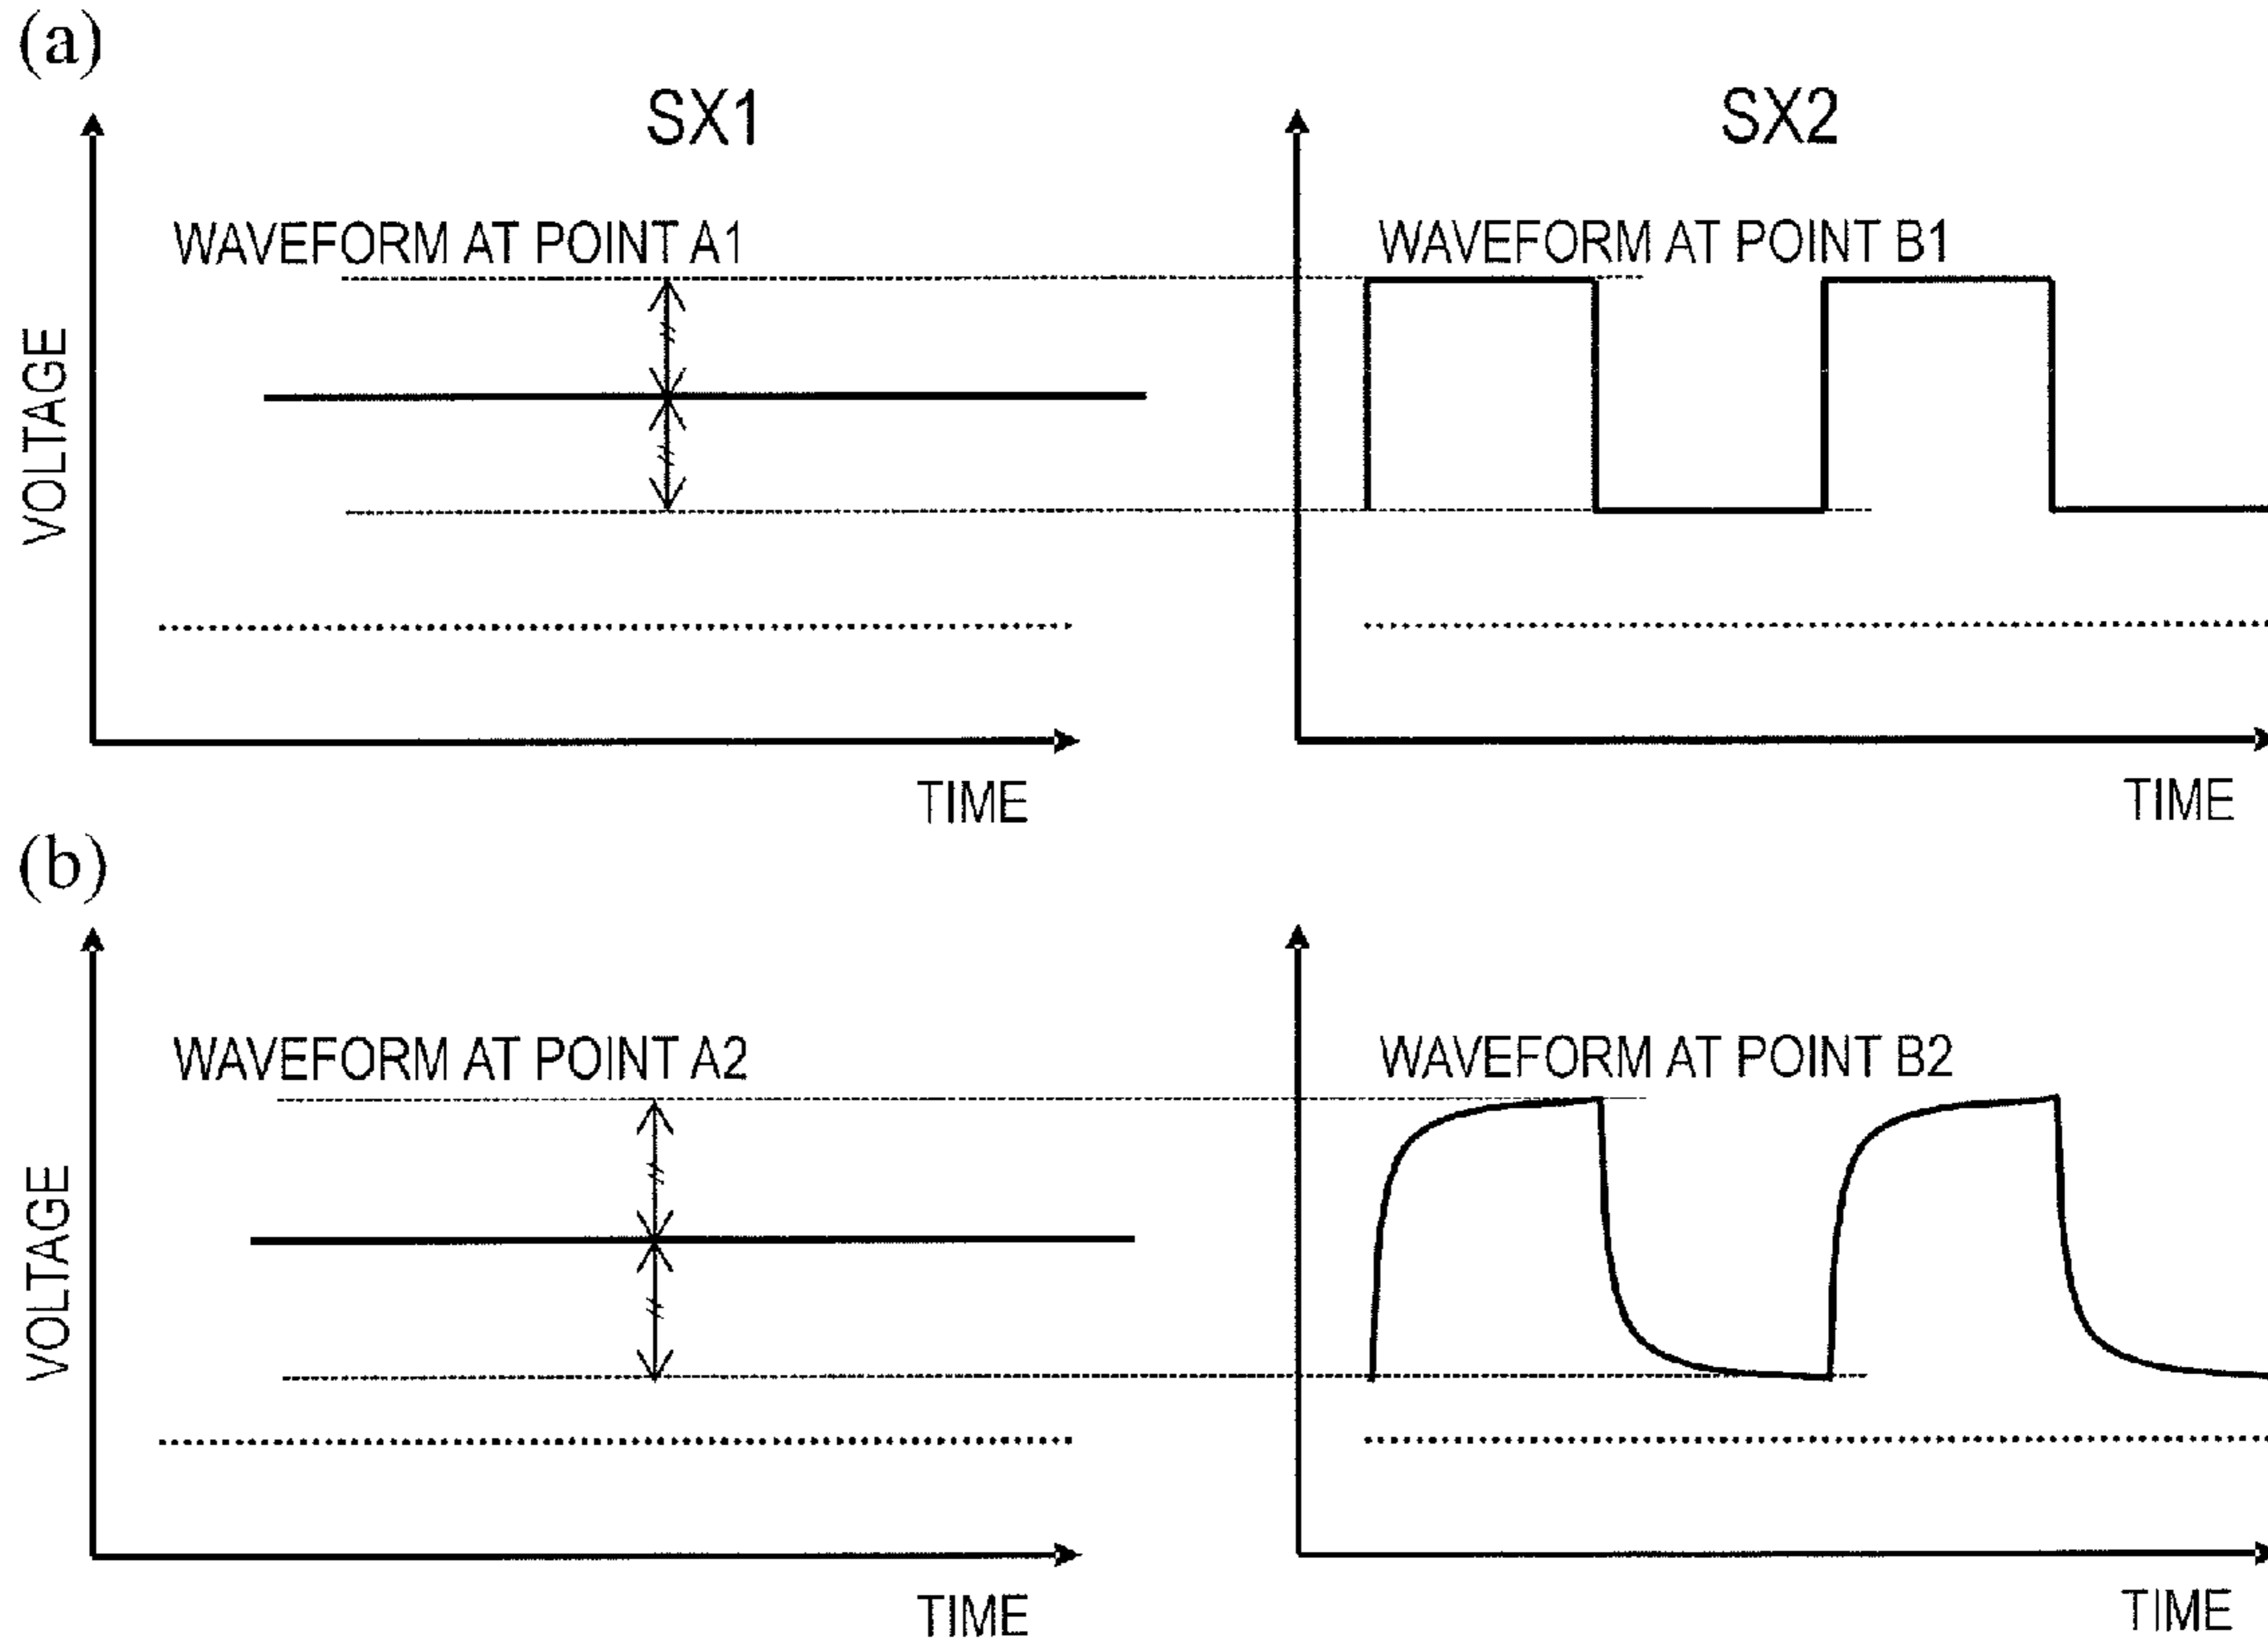 (a)
SX1
SX2
WAVEFORM AT POINT A1
WAVEFORM AT POINT B1
VOLTAGE
TIME
TIME
(b)
WAVEFORM AT POINT A2
WAVEFORM AT POINT B2
VOLTAGE
TIME
TIME